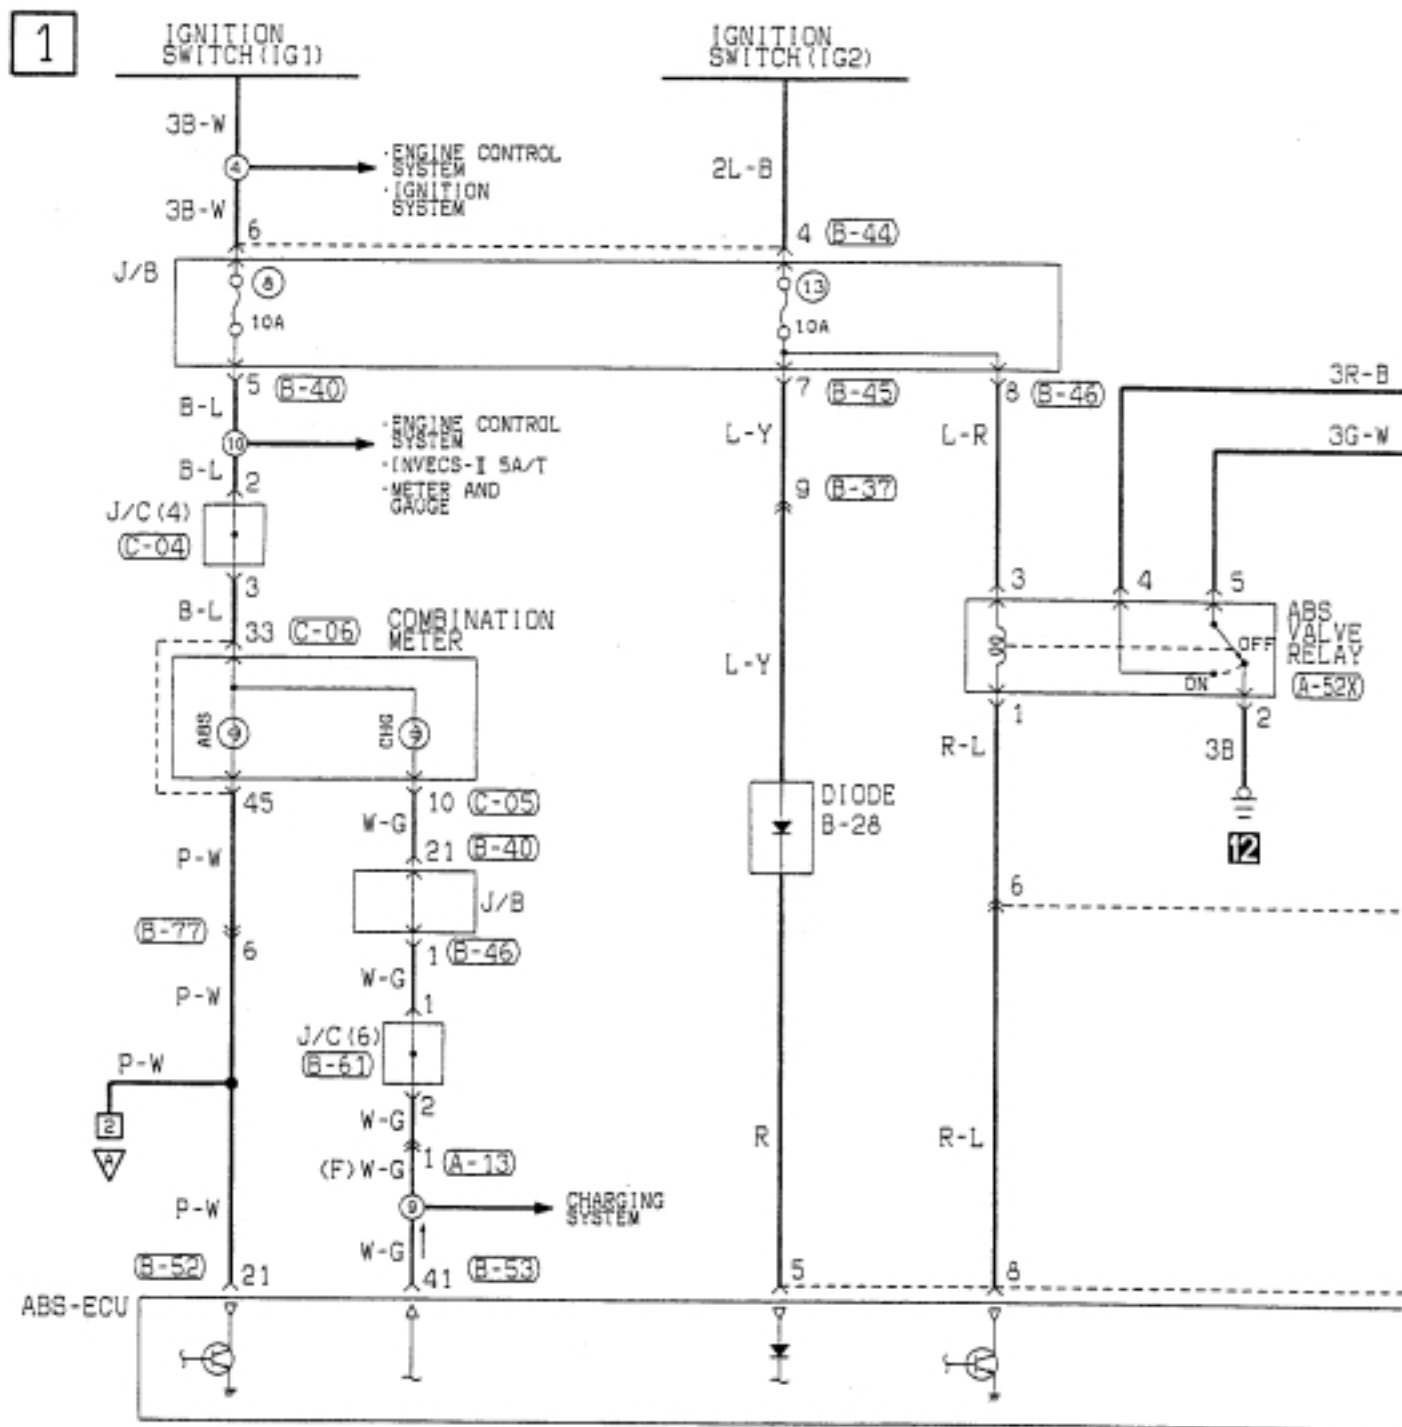 1
IGNITION
SWITCH(IG1)
IGNITION
SWITCH(IG2)
3B-W
4
·ENGINE CONTROL
SYSTEM
·IGNITION
SYSTEM
2L-B
3B-W
6
4 (B-44)
J/B
8
13
10A
10A
5 (B-40)
7 (B-45)
8 (B-46)
3R-B
B-L
10
·ENGINE CONTROL
SYSTEM
·INVECS-II 5A/T
·METER AND
GAUGE
L-Y
L-R
3G-W
B-L
2
9 (B-37)
J/C(4)
(C-04)
3
3
4
5
B-L
33 (C-06)
COMBINATION
METER
ABS
VALVE
RELAY
(A-52X)
OFF
ON
L-Y
ABS
CHG
1
2
R-L
3B
45
10 (C-05)
DIODE
B-28
W-G
21 (B-40)
12
P-W
J/B
6
(B-77)
6
1 (B-46)
P-W
W-G
1
J/C(6)
(B-61)
P-W
2
2
A
W-G
R
R-L
(F)W-G
1 (A-13)
P-W
9
CHARGING
SYSTEM
W-G
(B-52) 21
41 (B-53)
5
8
ABS-ECU